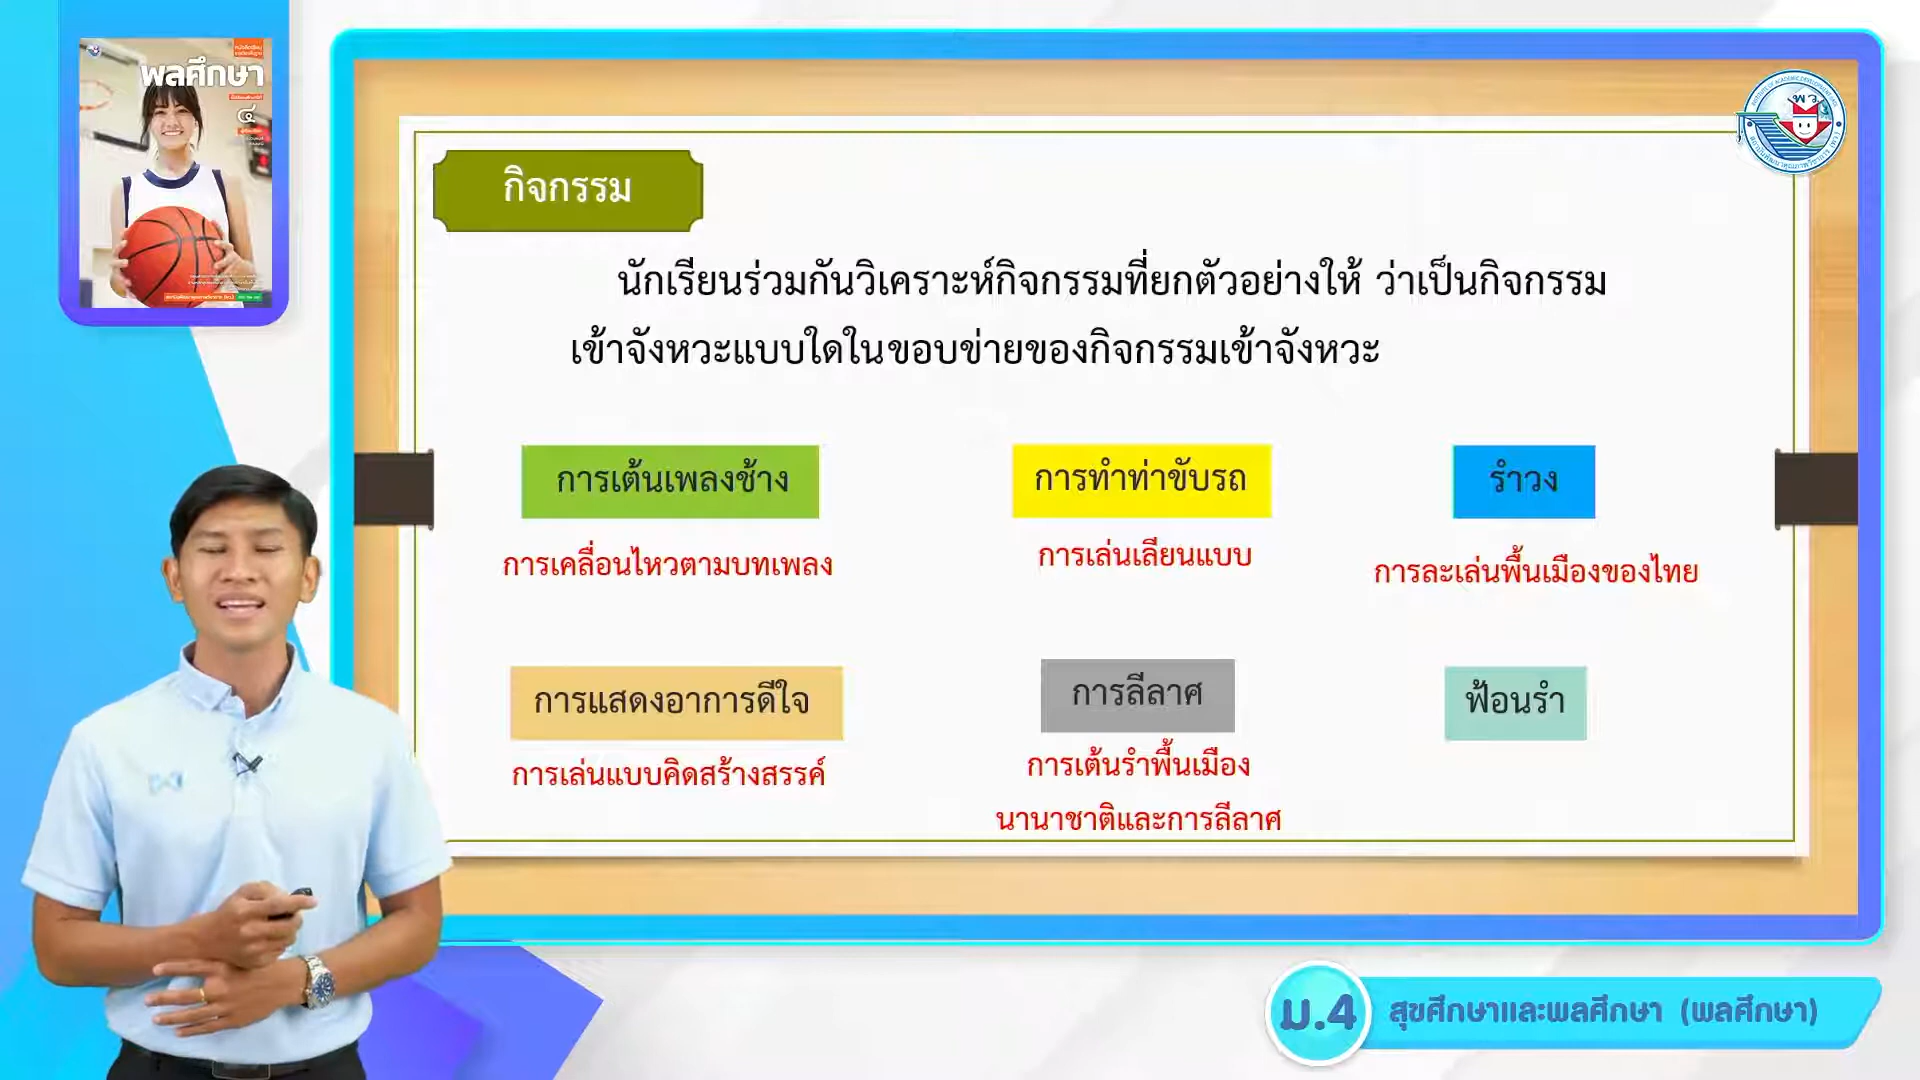 พลศึกษา
๔
กิจกรรม
นักเรียนร่วมกันวิเคราะห์กิจกรรมที่ยกตัวอย่างให้ ว่าเป็นกิจกรรม
เข้าจังหวะแบบใดในขอบข่ายของกิจกรรมเข้าจังหวะ
การเต้นเพลงช้าง
การทำท่าขับรถ
รำวง
การเคลื่อนไหวตามบทเพลง
การเล่นเลียนแบบ
การละเล่นพื้นเมืองของไทย
การแสดงอาการดีใจ
การลีลาศ
ฟ้อนรำ
การเล่นแบบคิดสร้างสรรค์
การเต้นรำพื้นเมือง
นานาชาติและการลีลาศ
พว.
ม.4
สุขศึกษาและพลศึกษา (พลศึกษา)